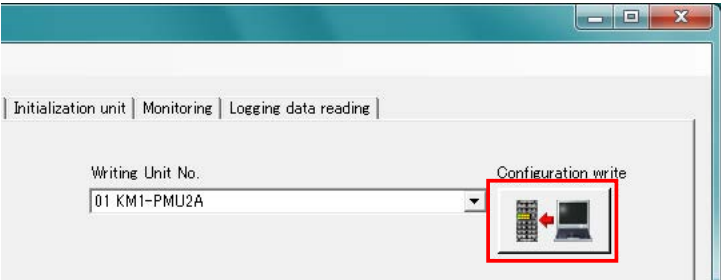 Initialization unit | Monitoring | Logging data reading
Writing Unit No.
Configuration write
01 KM1-PMU2A